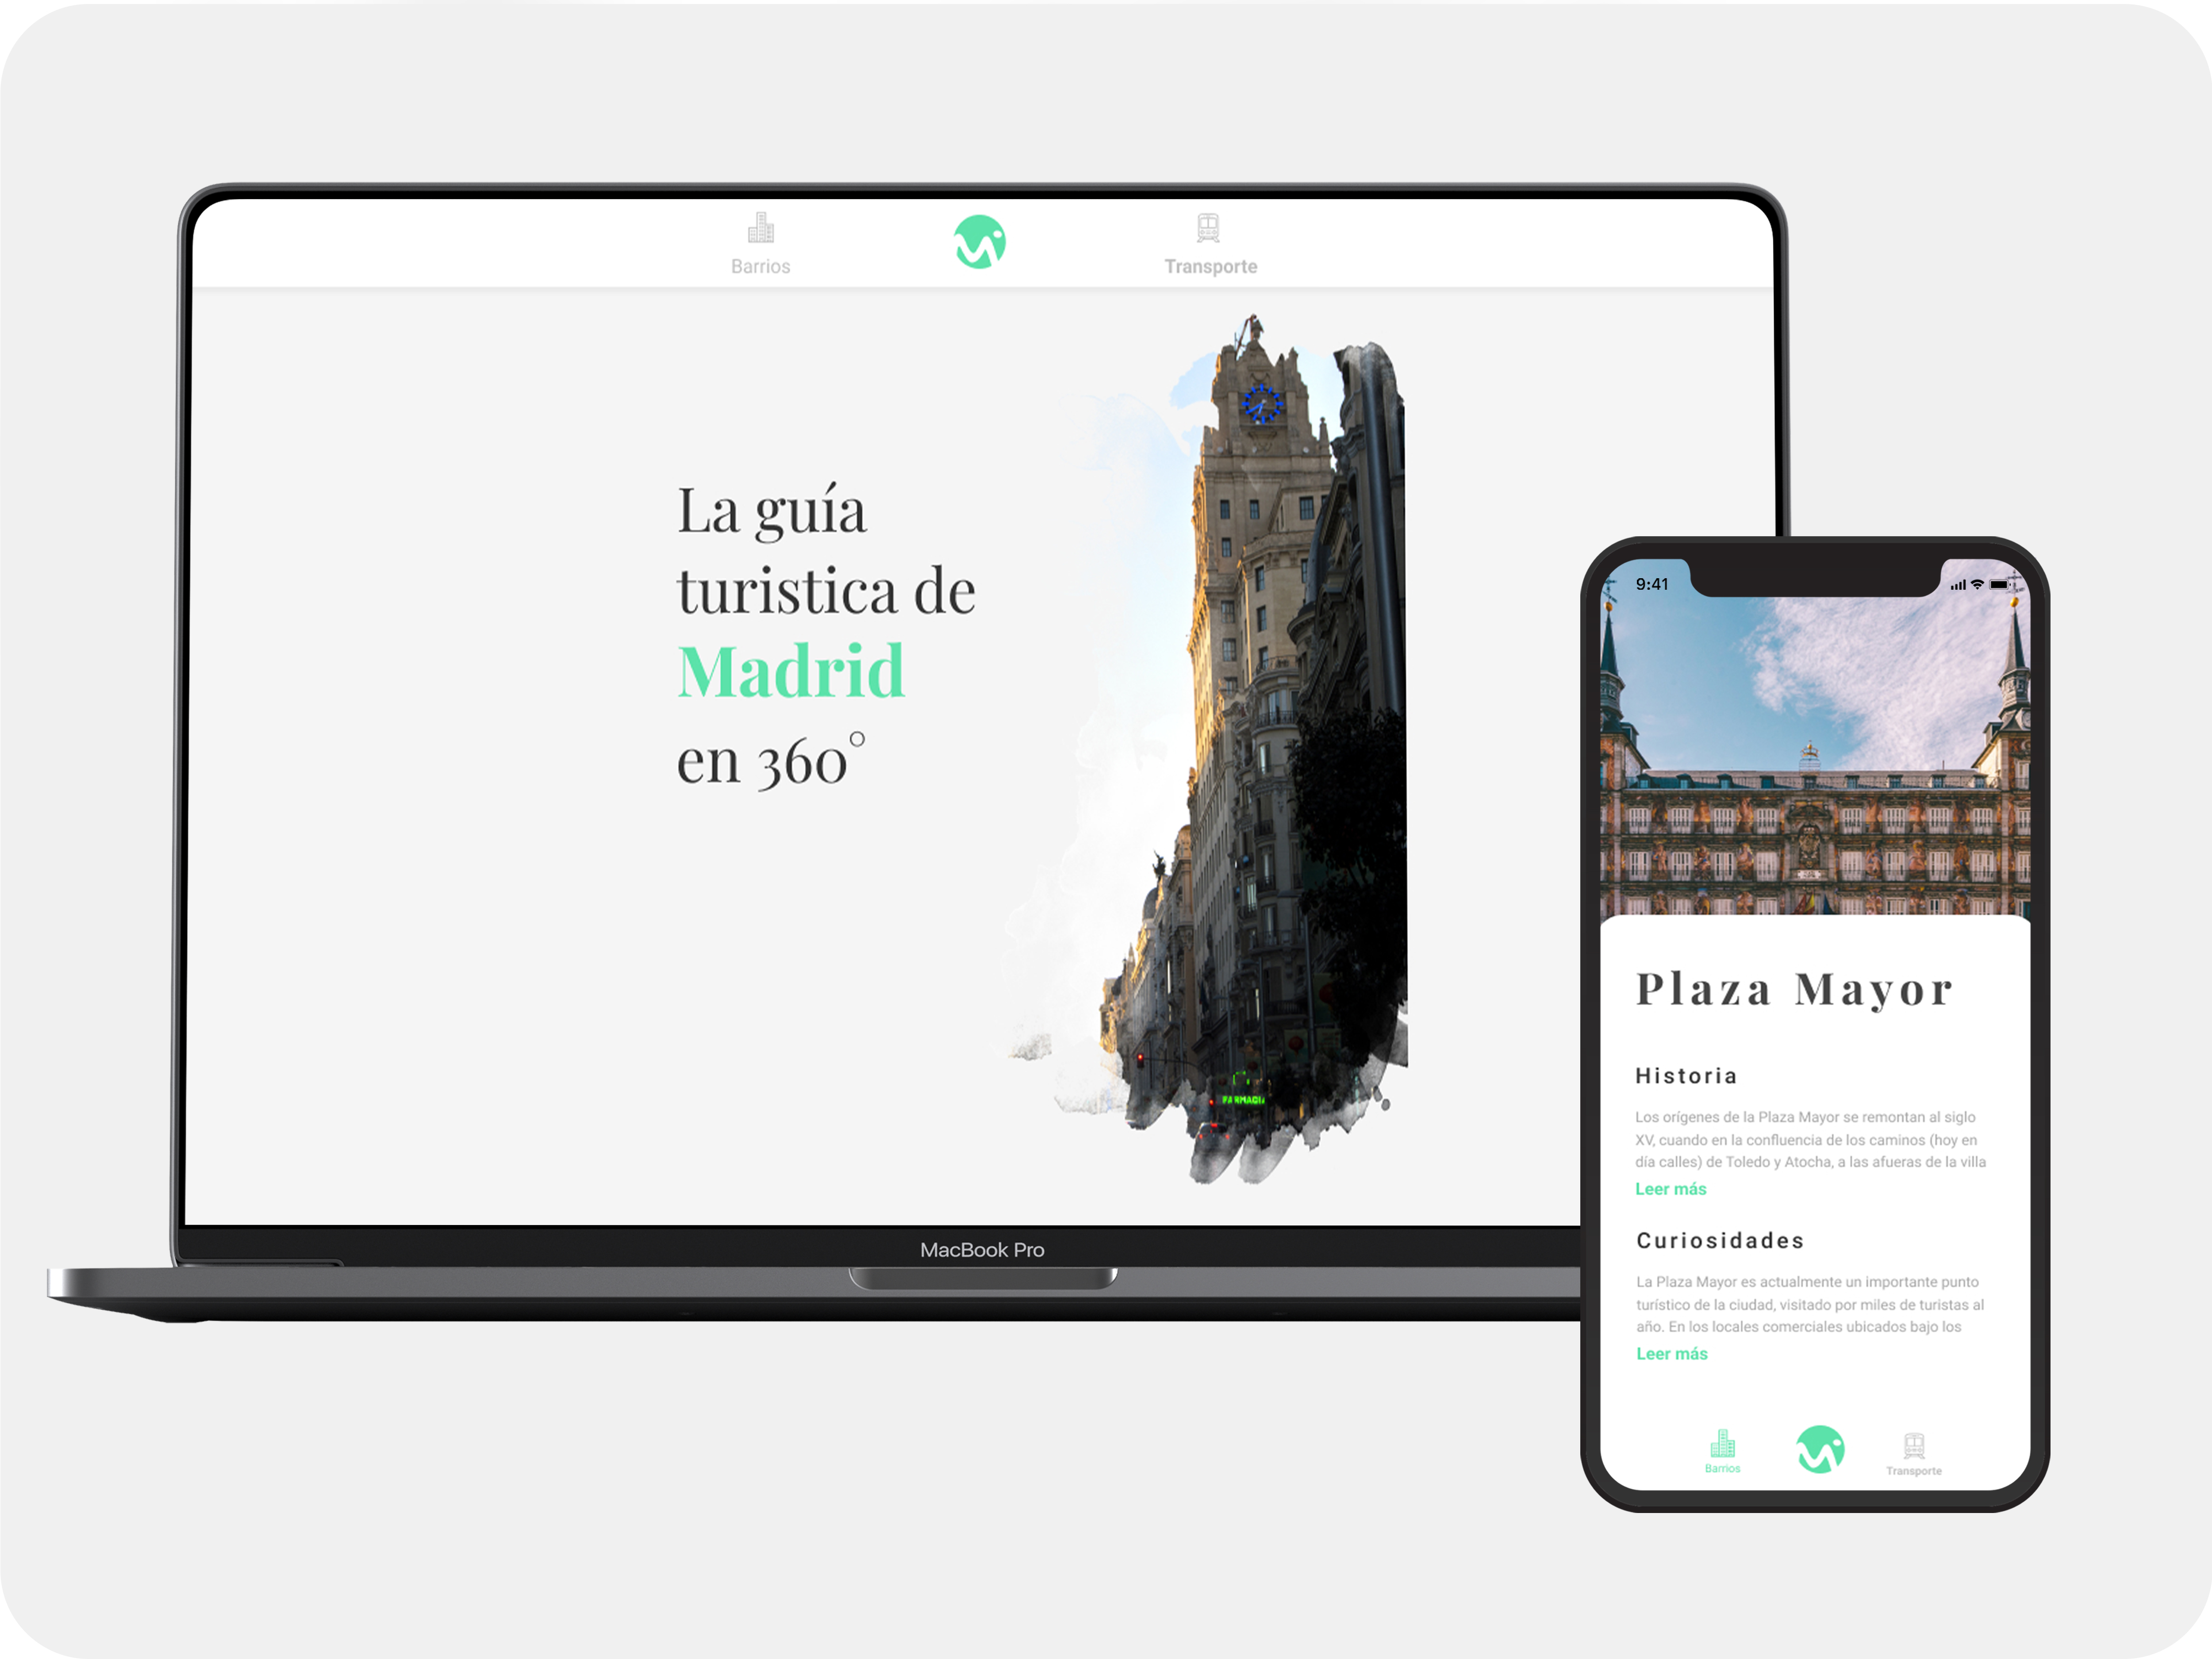 Barrios
Transporte
La guía
turistica de
Madrid
en 360°
FARMACIA
MacBook Pro
9:41
Plaza Mayor
Historia
Los orígenes de la Plaza Mayor se remontan al siglo
XV, cuando en la confluencia de los caminos (hoy en
día calles) de Toledo y Atocha, a las afueras de la villa
Leer más
Curiosidades
La Plaza Mayor es actualmente un importante punto
turístico de la ciudad, visitado por miles de turistas al
año. En los locales comerciales ubicados bajo los
Leer más
Barrios
Transporte